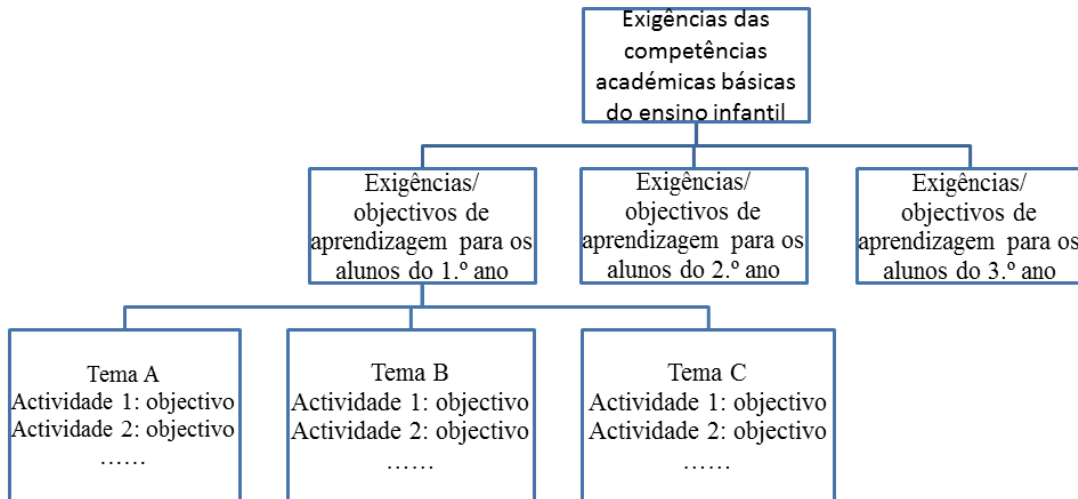 Exigências das
competências
académicas básicas
do ensino infantil
Exigências/
objectivos de
aprendizagem para os
alunos do 1.º ano
Exigências/
objectivos de
aprendizagem para os
alunos do 2.º ano
Exigências/
objectivos de
aprendizagem para os
alunos do 3.º ano
Tema A
Actividade 1: objectivo
Actividade 2: objectivo
……
Tema B
Actividade 1: objectivo
Actividade 2: objectivo
……
Tema C
Actividade 1: objectivo
Actividade 2: objectivo
……